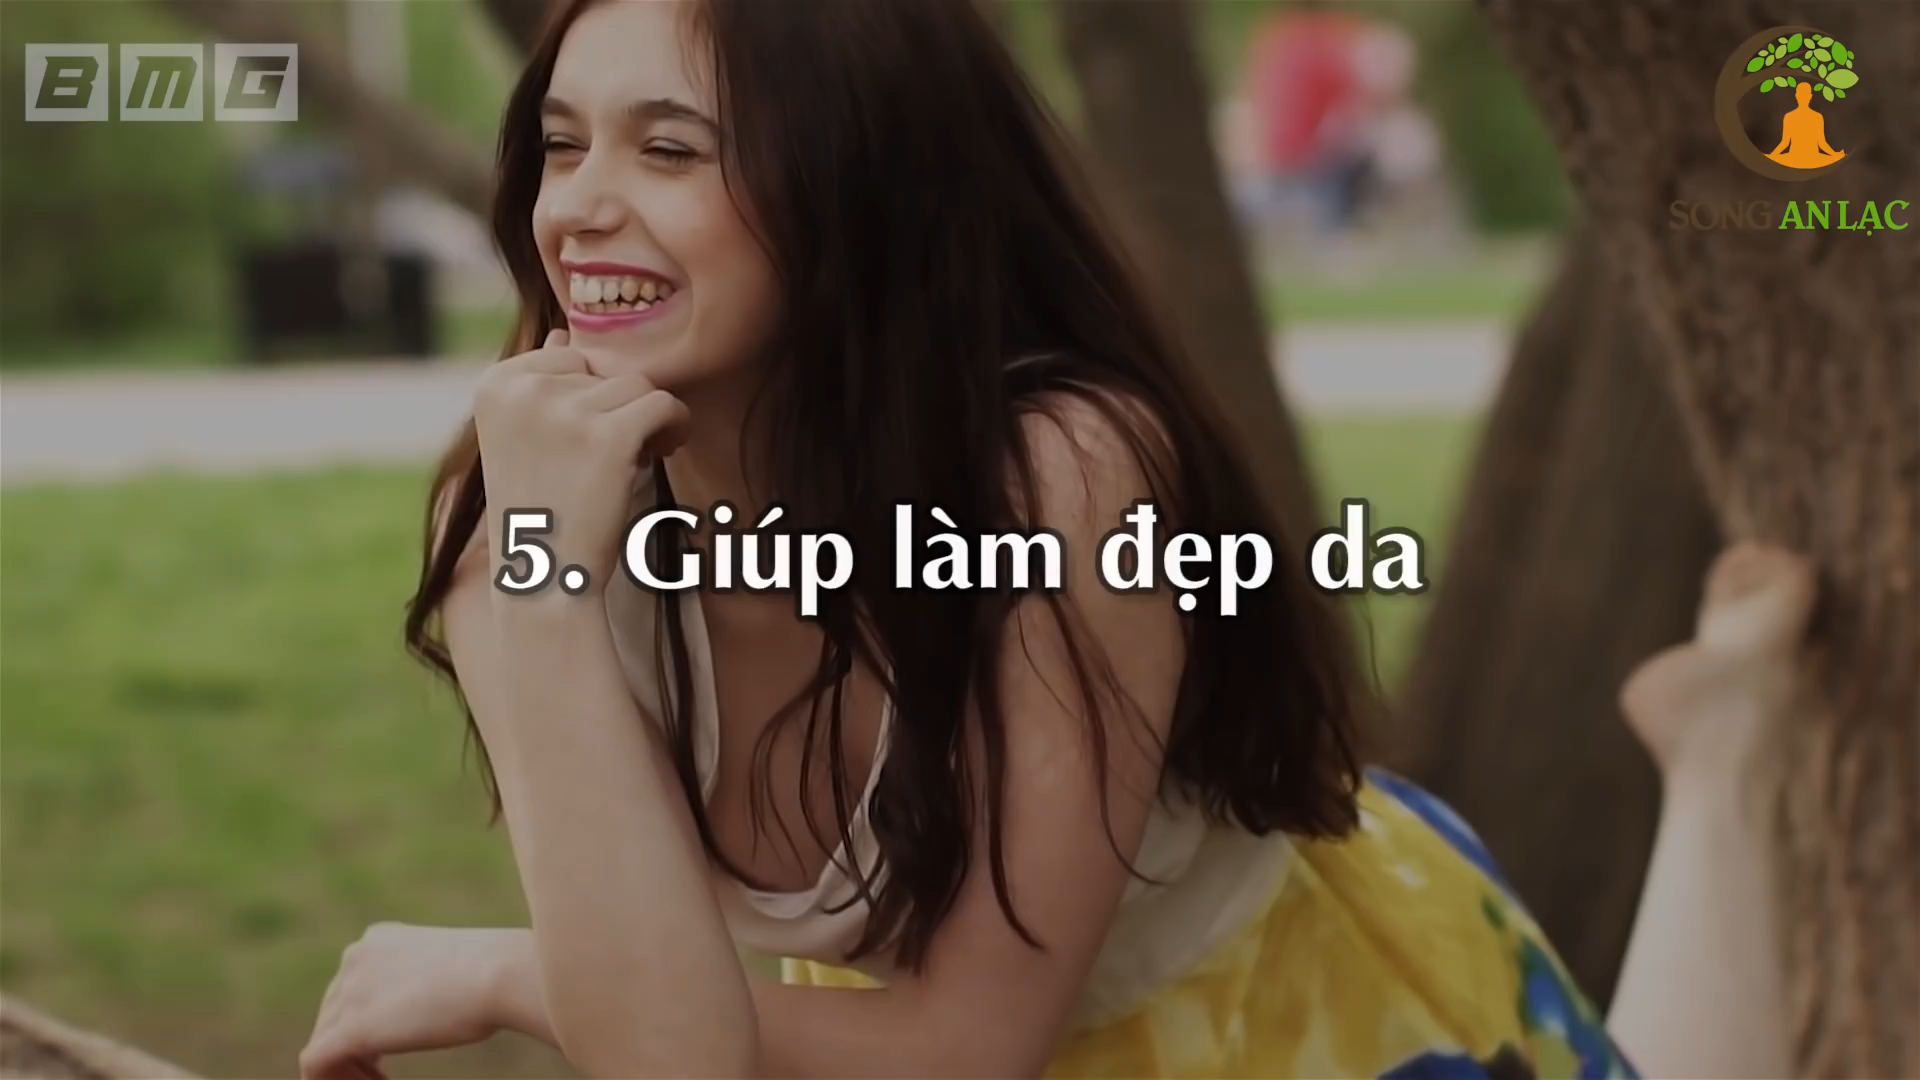 BMG
SỐNG AN LẠC
5. Giúp làm đẹp da